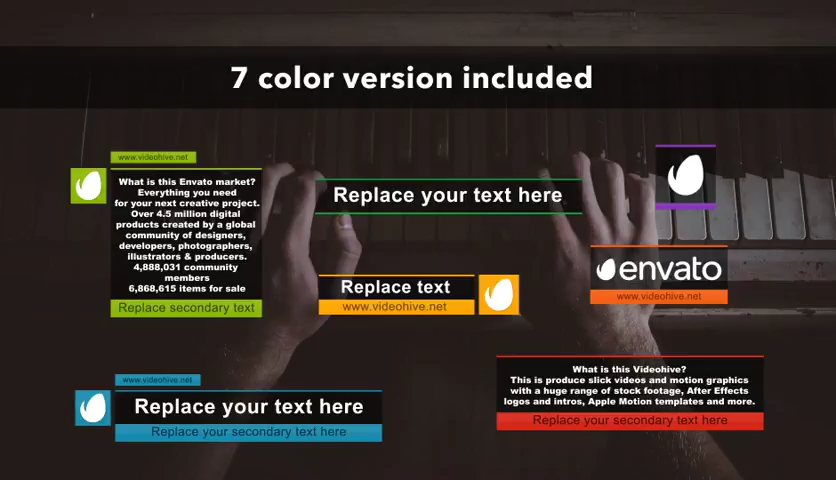 7 color version included
www.videohive.net
What is this Envato market?
Everything you need
for your next creative project.
Over 4.5 million digital
products created by a global
community of designers,
developers, photographers,
illustrators & producers.
4,888,031 community
members
6,868,615 items for sale
Replace secondary text
Replace your text here
Replace text
www.videohive.net
envato
www.videohive.net
www.videohive.net
Replace your text here
Replace your secondary text here
What is this Videohive?
This is produce slick videos and motion graphics
with a huge range of stock footage, After Effects
logos and intros, Apple Motion templates and more.
Replace your secondary text here